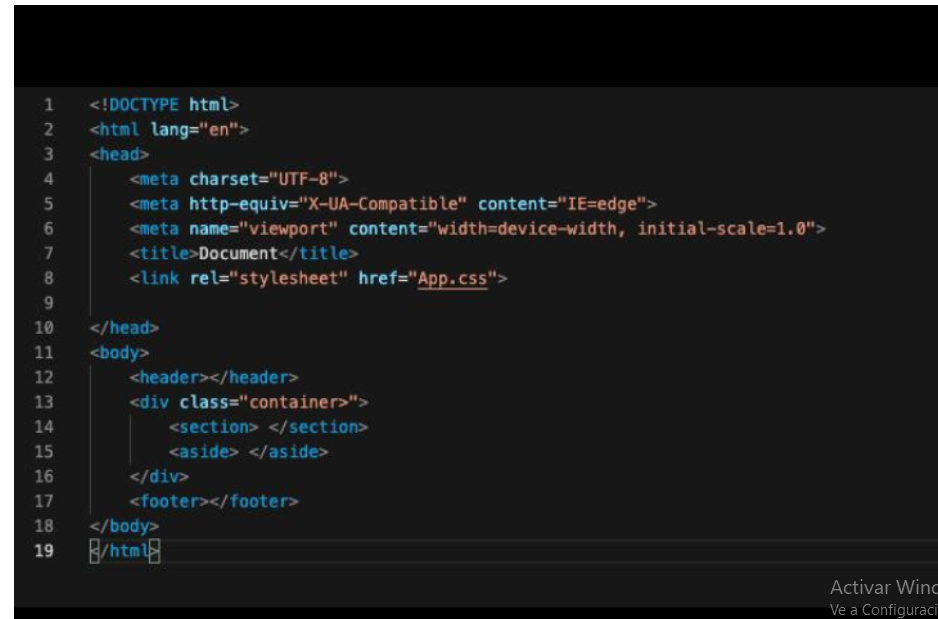 1 <!DOCTYPE html>
2 <html lang="en">
3 <head>
4 <meta charset="UTF-8">
5 <meta http-equiv="X-UA-Compatible" content="IE=edge">
6 <meta name="viewport" content="width=device-width, initial-scale=1.0">
7 <title>Document</title>
8 <link rel="stylesheet" href="App.css">
9
10 </head>
11 <body>
12 <header></header>
13 <div class="container>">
14 <section> </section>
15 <aside> </aside>
16 </div>
17 <footer></footer>
18 </body>
19 </html>
Activar Wind
Ve a Configuraci